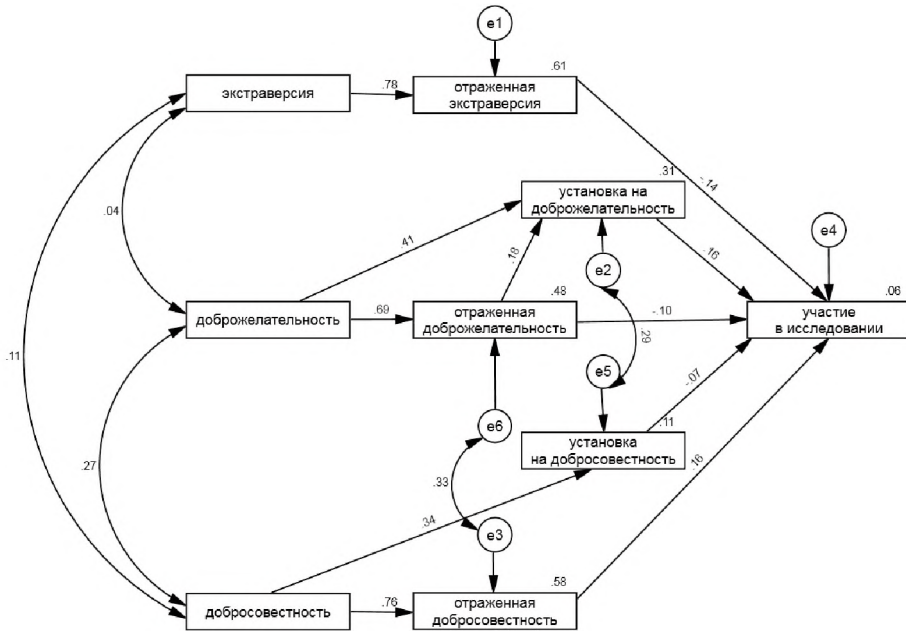 e1
.61
экстраверсия
.78
отраженная
экстраверсия
-.14
.31
установка на
доброжелательность
.04
.41
.18
.16
e2
e4
.48
.06
доброжелательность
.69
отраженная
доброжелательность
-.10
участие
в исследовании
.29
.11
e5
-.07
e6
.11
установка
на добросовестность
.27
.33
.34
.16
e3
.58
добросовестность
.76
отраженная
добросовестность